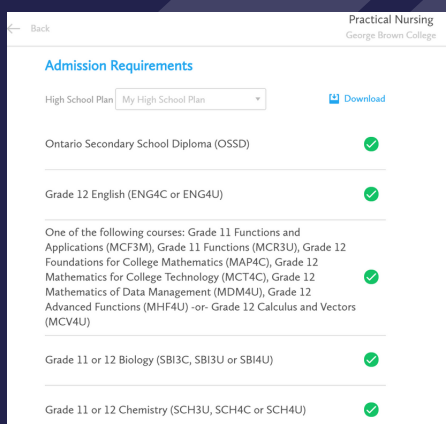 Practical Nursing
Back
George Brown College
Admission Requirements
High School Plan My High School Plan Download
Ontario Secondary School Diploma (OSSD)
Grade 12 English (ENG4C or ENG4U)
One of the following courses: Grade 11 Functions and
Applications (MCF3M), Grade 11 Functions (MCR3U), Grade 12
Foundations for College Mathematics (MAP4C), Grade 12
Mathematics for College Technology (MCT4C), Grade 12
Mathematics of Data Management (MDM4U), Grade 12
Advanced Functions (MHF4U) -or- Grade 12 Calculus and Vectors
(MCV4U)
Grade 11 or 12 Biology (SBI3C, SBI3U or SBI4U)
Grade 11 or 12 Chemistry (SCH3U, SCH4C or SCH4U)